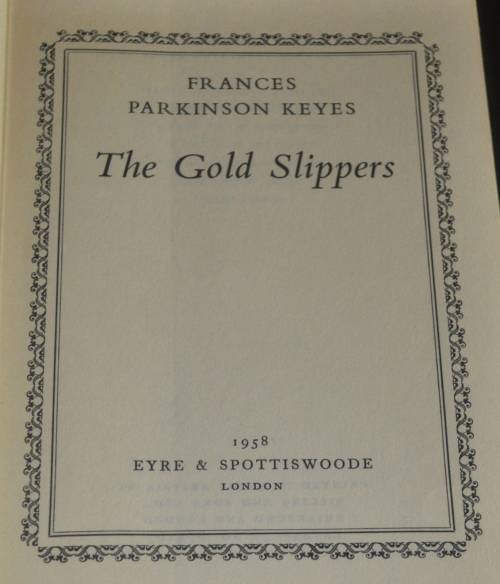 FRANCES
PARKINSON KEYES
The Gold Slippers
1958
EYRE & SPOTTISWOODE
LONDON